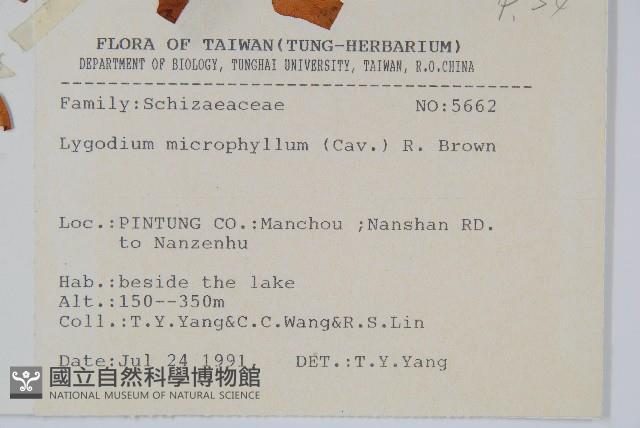 P. 54
FLORA OF TAIWAN(TUNG-HERBARIUM)
DEPARTMENT OF BIOLOGY, TUNGHAI UNIVERSITY, TAIWAN, R.O.CHINA
Family:Schizaeaceae NO:5662
Lygodium microphyllum (Cav.) R. Brown
Loc.:PINTUNG CO.:Manchou ;Nanshan RD.
to Nanzenhu
Hab.:beside the lake
Alt.:150--350m
Coll.:T.Y.Yang&C.C.Wang&R.S.Lin
Date:Jul 24 1991, DET.:T.Y.Yang
國立自然科學博物館
NATIONAL MUSEUM OF NATURAL SCIENCE